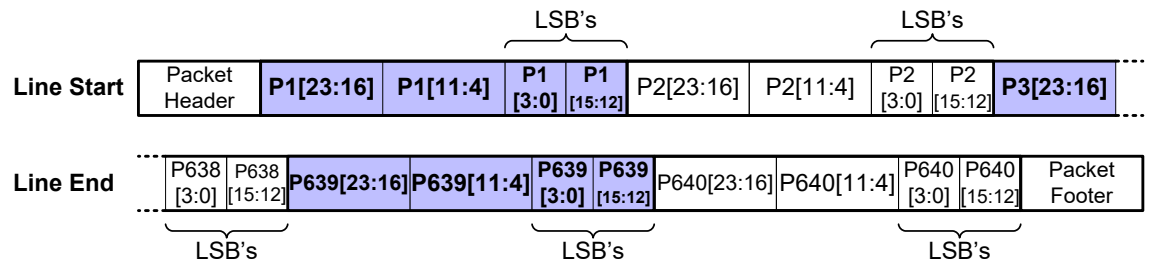 LSB's LSB's
Line Start Packet Header P1[23:16] P1[11:4] P1 [3:0] P1 [15:12] P2[23:16] P2[11:4] P2 [3:0] P2 [15:12] P3[23:16]
Line End P638 [3:0] P638 [15:12] P639[23:16] P639[11:4] P639 [3:0] P639 [15:12] P640[23:16] P640[11:4] P640 [3:0] P640 [15:12] Packet Footer
LSB's LSB's LSB's